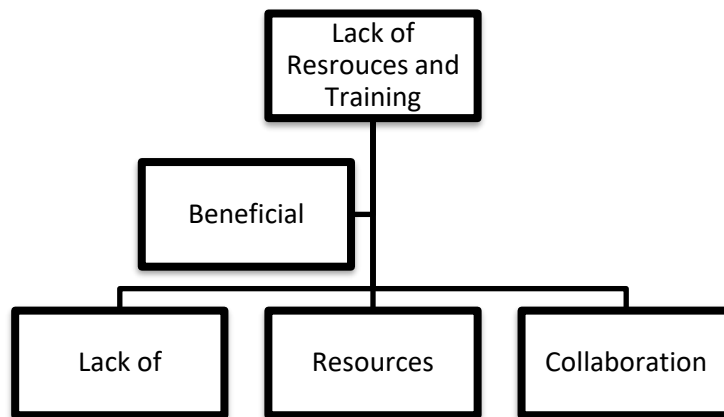 Lack of
Resrouces and
Training
Beneficial
Lack of
Resources
Collaboration